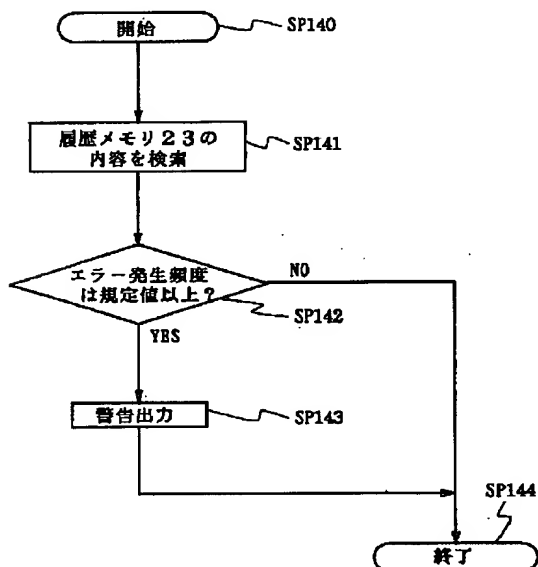 開始
SP140
履歴メモリ２３の
内容を検索
SP141
エラー発生頻度
は規定値以上？
NO
SP142
YES
警告出力
SP143
SP144
終了